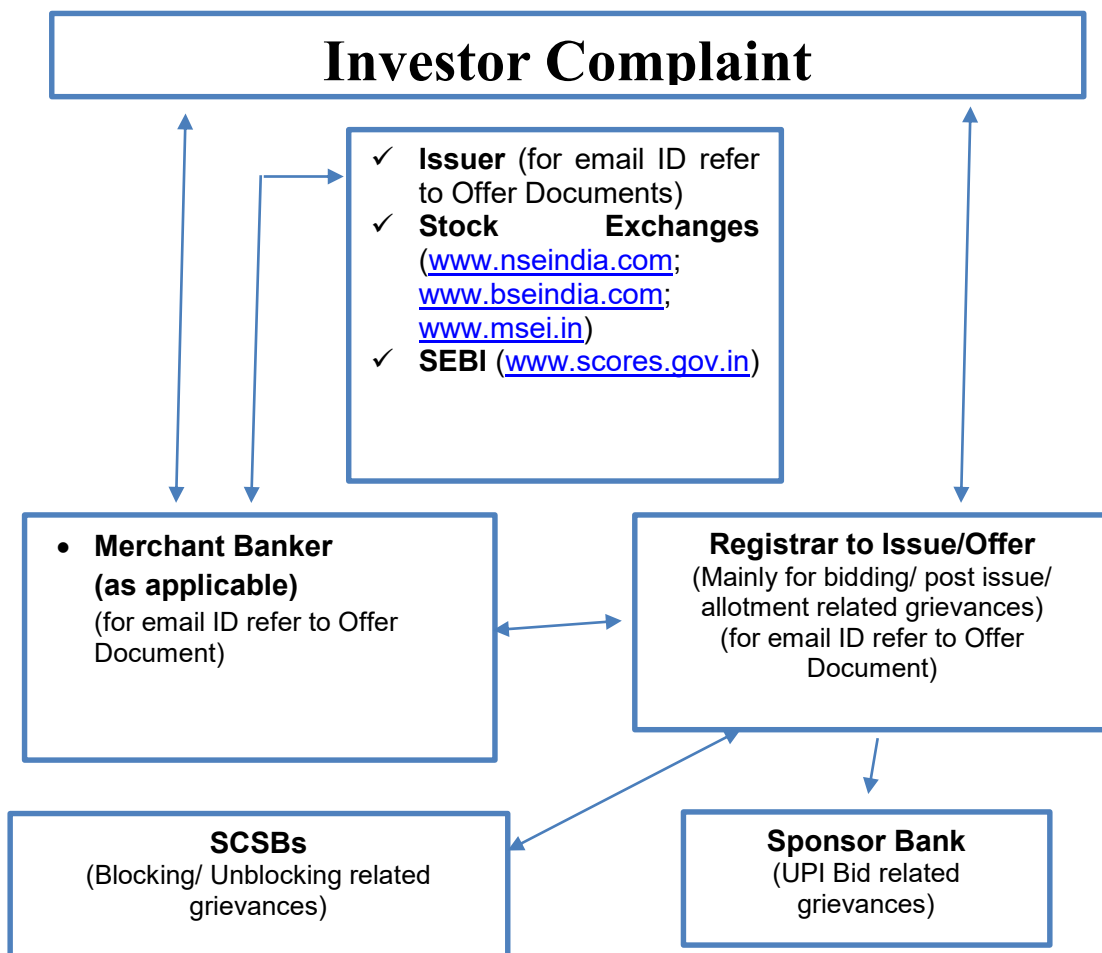 Investor Complaint
✓ Issuer (for email ID refer
to Offer Documents)
✓ Stock Exchanges
(www.nseindia.com;
www.bseindia.com;
www.msei.in)
✓ SEBI (www.scores.gov.in)
• Merchant Banker
(as applicable)
(for email ID refer to Offer
Document)
Registrar to Issue/Offer
(Mainly for bidding/ post issue/
allotment related grievances)
(for email ID refer to Offer
Document)
SCSBs
(Blocking/ Unblocking related
grievances)
Sponsor Bank
(UPI Bid related
grievances)